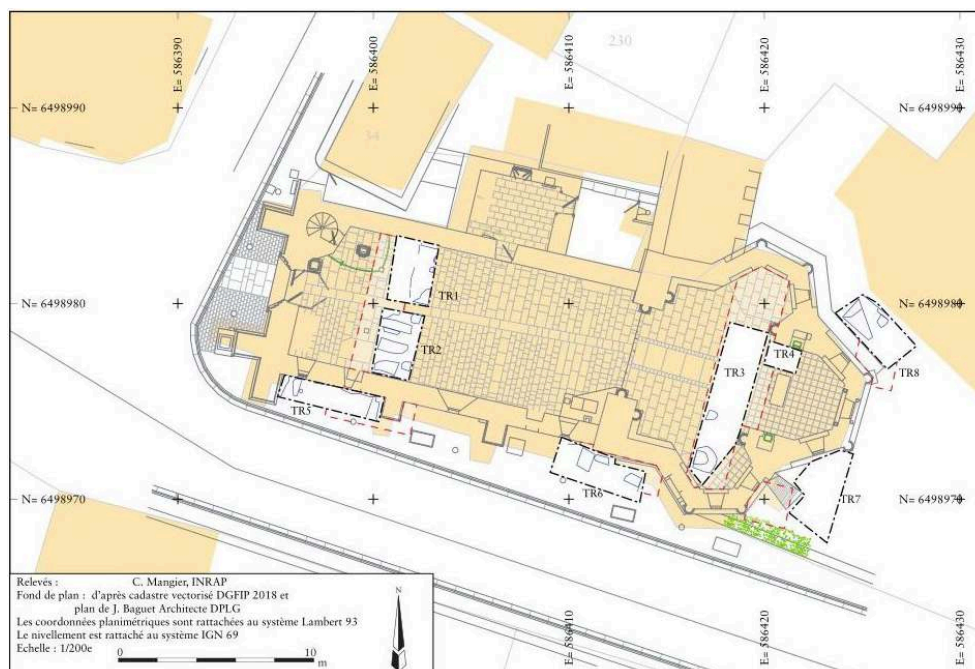 E= 586390
E= 586400
E= 586410
E= 586420
E= 586430
230
N= 6498990
N= 6498990
34
TR1
N= 6498980
N= 6498980
TR2
TR3
TR4
TR8
TR5
TR6
N= 6498970
N= 6498970
TR7
Relevés : C. Mangier, INRAP
Fond de plan : d'après cadastre vectorisé DGFIP 2018 et
plan de J. Baguet Architecte DPLG
Les coordonnées planimétriques sont rattachées au système Lambert 93
Le nivellement est rattaché au système IGN 69
Echelle : 1/200e
0 10
m
N
E= 586410
E= 586420
E= 586430